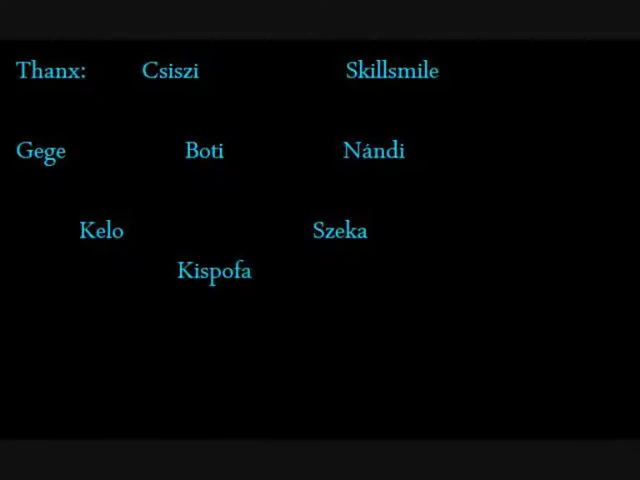 Thanx: Csiszi Skillsmile
Gege Boti Nándi
Kelo Szeka
Kispofa